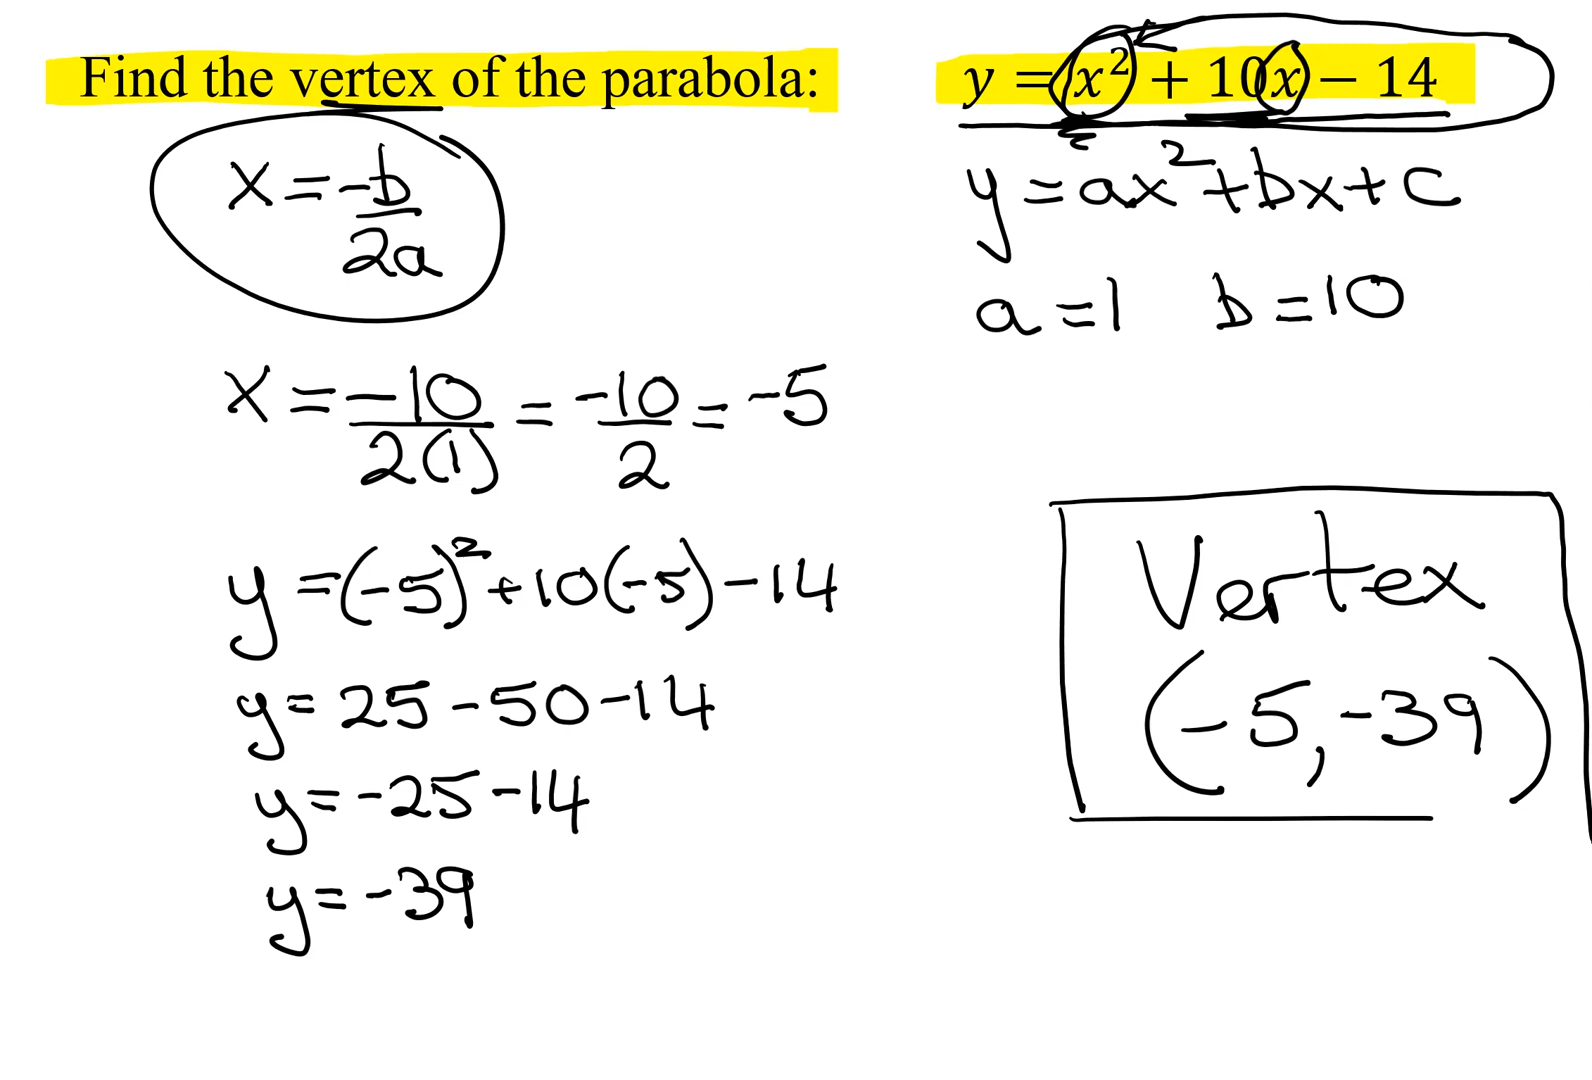 Find the vertex of the parabola:
y = x² + 10x − 14
x = -b/2a
y = ax² + bx + c
a = 1 b = 10
x = -10/2(1) = -10/2 = -5
y = (-5)² + 10(-5) - 14
y = 25 - 50 - 14
y = -25 - 14
y = -39
Vertex
(-5, -39)